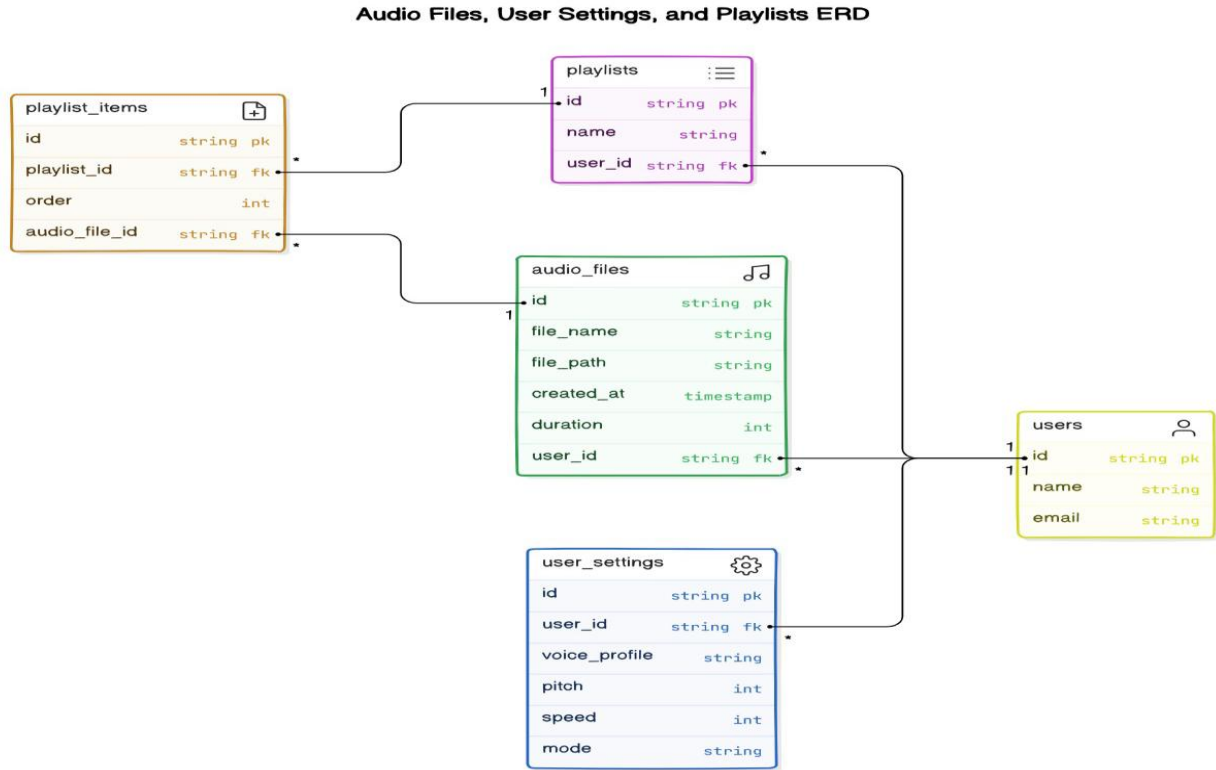 Audio Files, User Settings, and Playlists ERD
playlist_items
id string pk
playlist_id string fk
order int
audio_file_id string fk
*
*
playlists
id string pk
name string
user_id string fk
1
*
audio_files
id string pk
file_name string
file_path string
created_at timestamp
duration int
user_id string fk
1
*
user_settings
id string pk
user_id string fk
voice_profile string
pitch int
speed int
mode string
*
users
id string pk
name string
email string
1
1 1